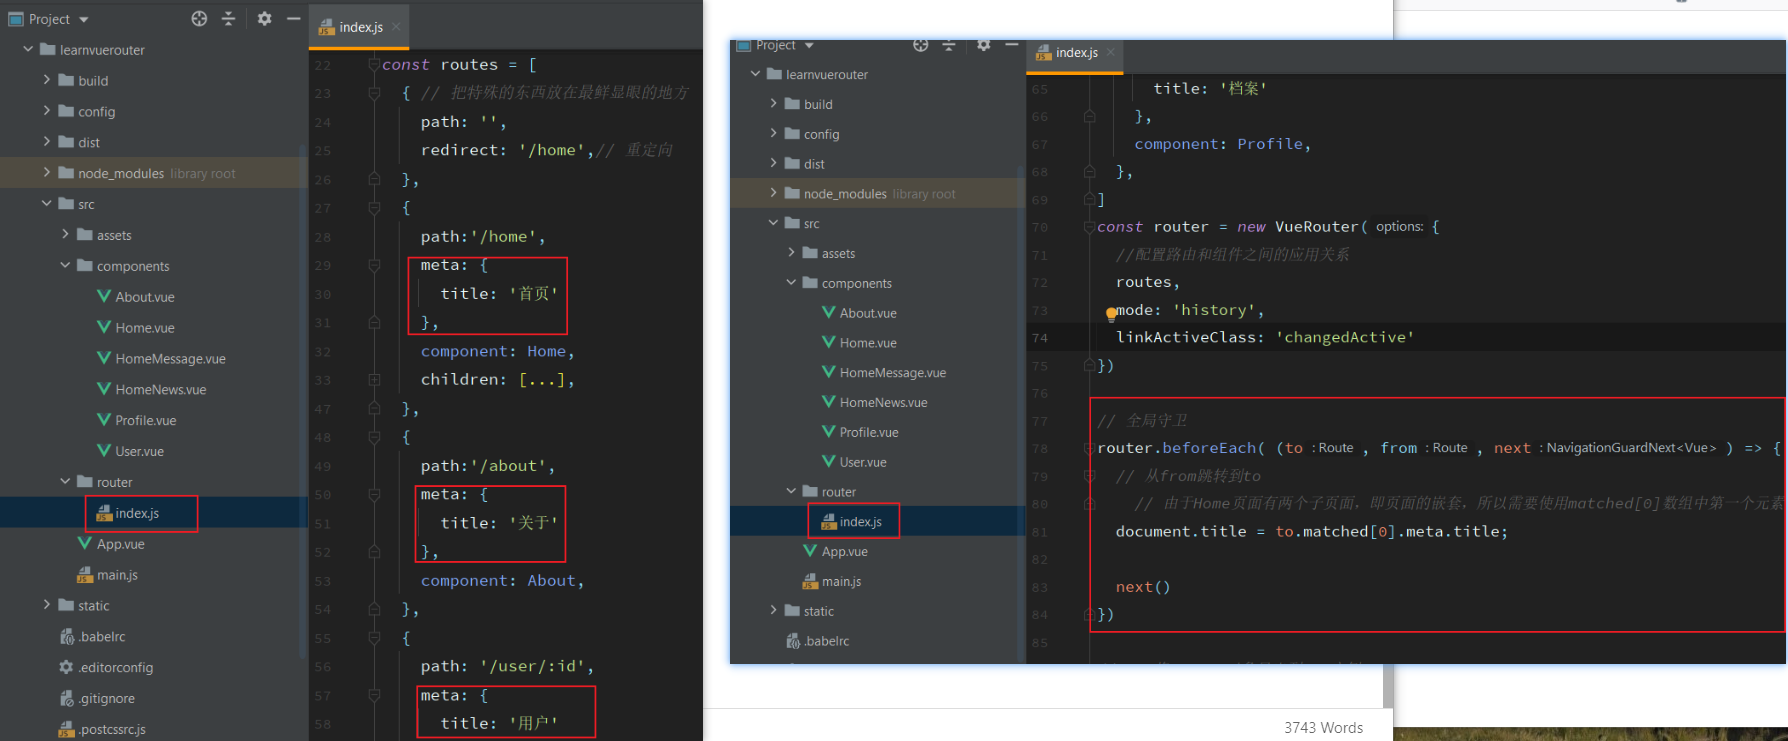 Project
learnvuerouter
build
config
dist
node_modules library root
src
assets
components
About.vue
Home.vue
HomeMessage.vue
HomeNews.vue
Profile.vue
User.vue
router
index.js
App.vue
main.js
static
.babelrc
.editorconfig
.gitignore
.postcssrc.js
index.js
22 const routes = [
23 { // 把特殊的东西放在最鲜显眼的地方
24 path: '',
25 redirect: '/home',// 重定向
26 },
27 {
28 path:'/home',
29 meta: {
30 title: '首页'
31 },
32 component: Home,
33 children: [...],
47 },
48 {
49 path:'/about',
50 meta: {
51 title: '关于'
52 },
53 component: About,
54 },
55 {
56 path: '/user/:id',
57 meta: {
58 title: '用户'
Project
learnvuerouter
build
config
dist
node_modules library root
src
assets
components
About.vue
Home.vue
HomeMessage.vue
HomeNews.vue
Profile.vue
User.vue
router
index.js
App.vue
main.js
static
.babelrc
index.js
65 title: '档案'
66 },
67 component: Profile,
68 },
69 ]
70 const router = new VueRouter( options: {
71 //配置路由和组件之间的应用关系
72 routes,
73 mode: 'history',
74 linkActiveClass: 'changedActive'
75 })
76
77 // 全局守卫
78 router.beforeEach( (to : Route , from : Route , next : NavigationGuardNext<Vue> ) => {
79 // 从from跳转到to
80 // 由于Home页面有两个子页面，即页面的嵌套，所以需要使用matched[0]数组中第一个元素
81 document.title = to.matched[0].meta.title;
82
83 next()
84 })
85
3743 Words